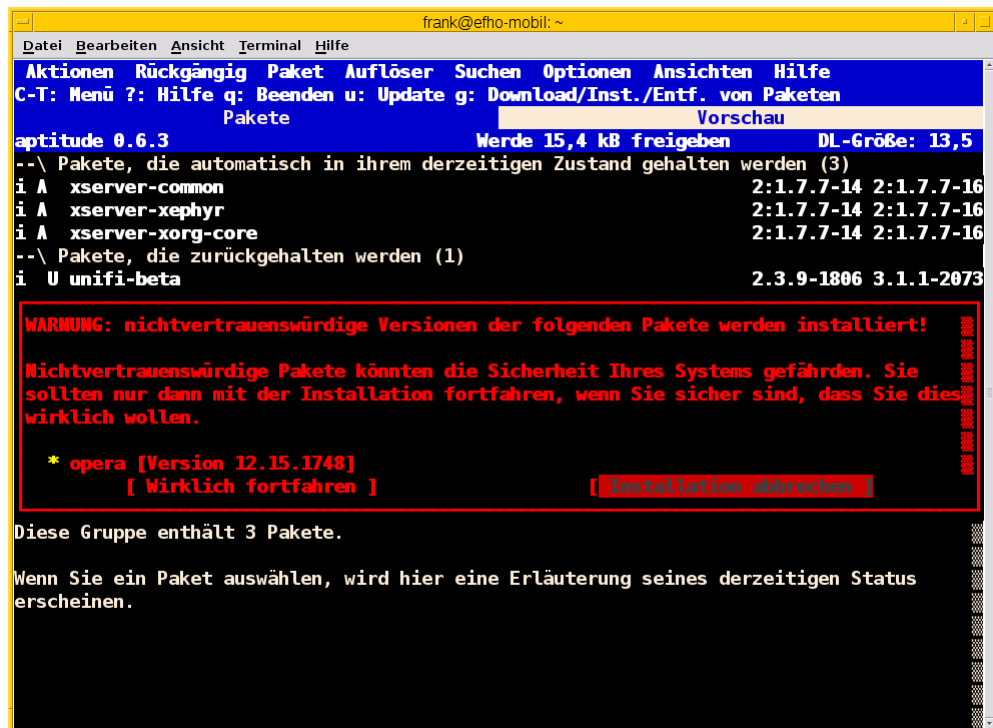 frank@efho-mobil: ~
Datei Bearbeiten Ansicht Terminal Hilfe
Aktionen Rückgängig Paket Auflöser Suchen Optionen Ansichten Hilfe
C-T: Menü ?: Hilfe q: Beenden u: Update g: Download/Inst./Entf. von Paketen
Pakete Vorschau
aptitude 0.6.3 Werde 15,4 kB freigeben DL-Größe: 13,5
--\ Pakete, die automatisch in ihrem derzeitigen Zustand gehalten werden (3)
i A xserver-common 2:1.7.7-14 2:1.7.7-16
i A xserver-xephyr 2:1.7.7-14 2:1.7.7-16
i A xserver-xorg-core 2:1.7.7-14 2:1.7.7-16
--\ Pakete, die zurückgehalten werden (1)
i U unifi-beta 2.3.9-1806 3.1.1-2073
WARNUNG: nichtvertrauenswürdige Versionen der folgenden Pakete werden installiert!
Nichtvertrauenswürdige Pakete könnten die Sicherheit Ihres Systems gefährden. Sie
sollten nur dann mit der Installation fortfahren, wenn Sie sicher sind, dass Sie dies
wirklich wollen.
* opera [Version 12.15.1748]
[ Wirklich fortfahren ] [ Installation abbrechen ]
Diese Gruppe enthält 3 Pakete.
Wenn Sie ein Paket auswählen, wird hier eine Erläuterung seines derzeitigen Status
erscheinen.